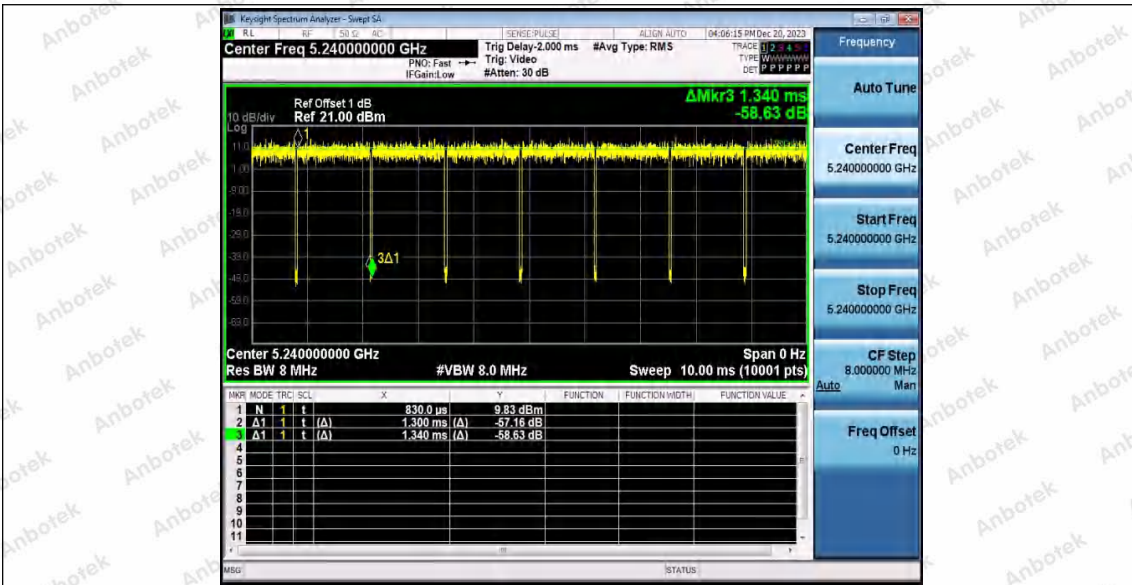 Keysight Spectrum Analyzer - Swept SA
RL RF 50 Ω AC SENSE:PULSE ALIGN AUTO 04:06:15 PM Dec 20, 2023
Center Freq 5.240000000 GHz
Trig Delay-2.000 ms #Avg Type: RMS
TRACE 1 2 3 4 5 6
PNO: Fast Trig: Video
TYPE WWWWWW
IFGain:Low #Atten: 30 dB
DET P P P P P P
Frequency
Auto Tune
ΔMkr3 1.340 ms
-58.63 dB
Ref Offset 1 dB
10 dB/div Ref 21.00 dBm
Log
1
11.0
1.00
-9.00
-19.0
-29.0
-39.0
3Δ1
-49.0
-59.0
-69.0
Center Freq
5.240000000 GHz
Start Freq
5.240000000 GHz
Stop Freq
5.240000000 GHz
CF Step
8.000000 MHz
Auto Man
Freq Offset
0 Hz
Center 5.240000000 GHz Span 0 Hz
Res BW 8 MHz #VBW 8.0 MHz Sweep 10.00 ms (10001 pts)
MKR MODE TRC SCL X Y FUNCTION FUNCTION WIDTH FUNCTION VALUE
1 N 1 t 830.0 µs 9.83 dBm
2 Δ1 1 t (Δ) 1.300 ms (Δ) -57.16 dB
3 Δ1 1 t (Δ) 1.340 ms (Δ) -58.63 dB
4
5
6
7
8
9
10
11
MSG STATUS
Anbotek